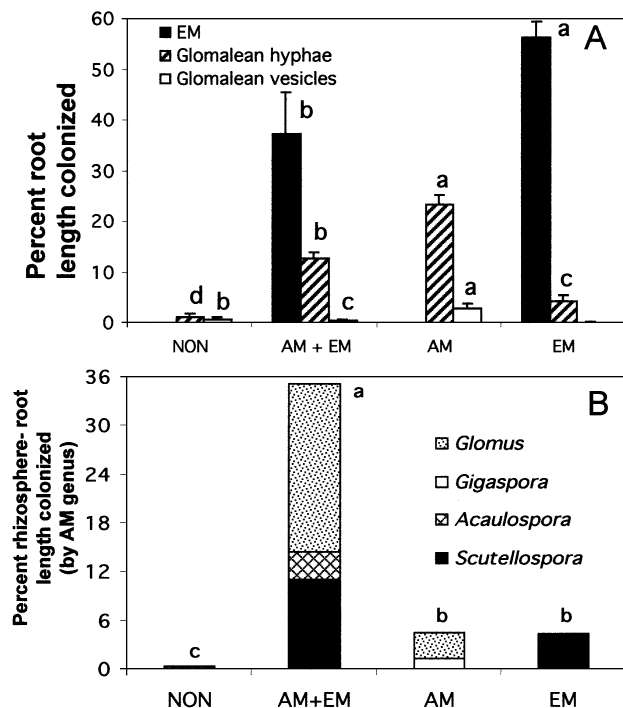 60
50
40
30
20
10
0
Percent root
length colonized
EM
Glomalean hyphae
Glomalean vesicles
A
d
b
b
b
c
a
a
a
c
NON
AM + EM
AM
EM
36
30
24
18
12
6
0
Percent rhizosphere- root
length colonized
(by AM genus)
B
Glomus
Gigaspora
Acaulospora
Scutellospora
c
a
b
b
NON
AM+EM
AM
EM